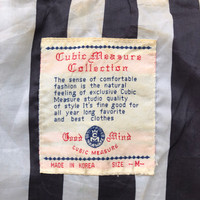 Cubic Measure
Collection
The sense of comfortable
fashion is the natural
feeling of exclusive Cubic
Measure studio quality
of style It's fine good for
all year long favorite
and best clothes
Good Mind
CUBIC MEASURE
MADE IN KOREA SIZE -M-